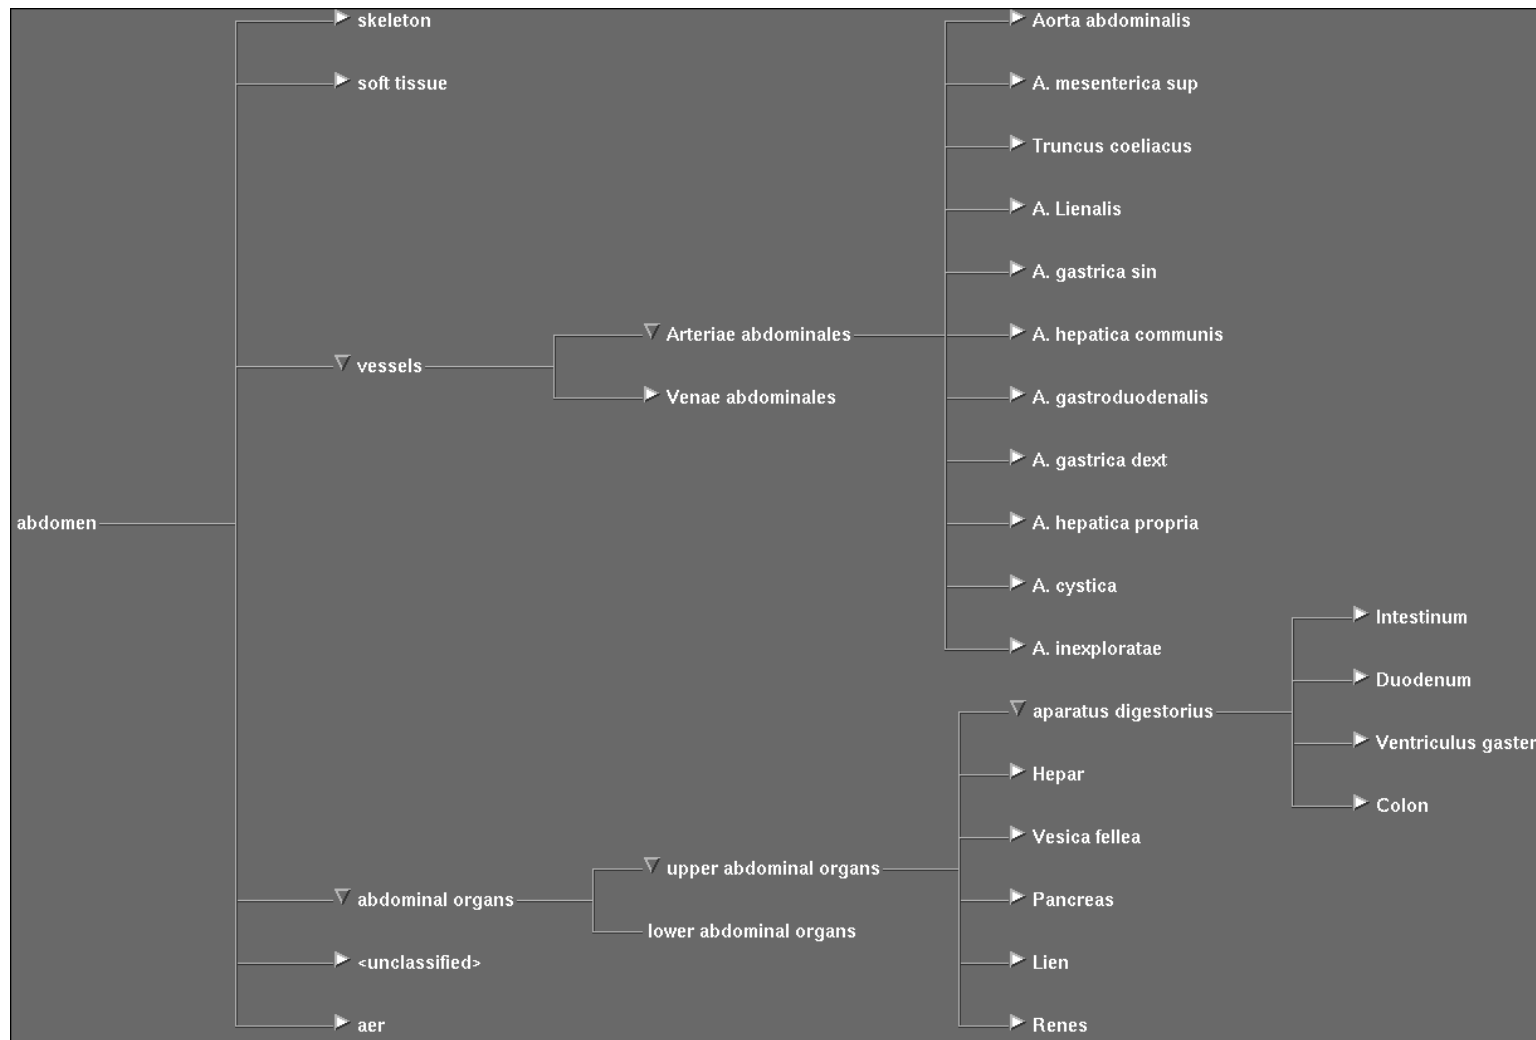 abdomen
skeleton
soft tissue
vessels
Arteriae abdominales
Aorta abdominalis
A. mesenterica sup
Truncus coeliacus
A. Lienalis
A. gastrica sin
A. hepatica communis
A. gastroduodenalis
A. gastrica dext
A. hepatica propria
A. cystica
A. inexploratae
Venae abdominales
abdominal organs
upper abdominal organs
aparatus digestorius
Intestinum
Duodenum
Ventriculus gaster
Colon
Hepar
Vesica fellea
Pancreas
Lien
Renes
lower abdominal organs
<unclassified>
aer